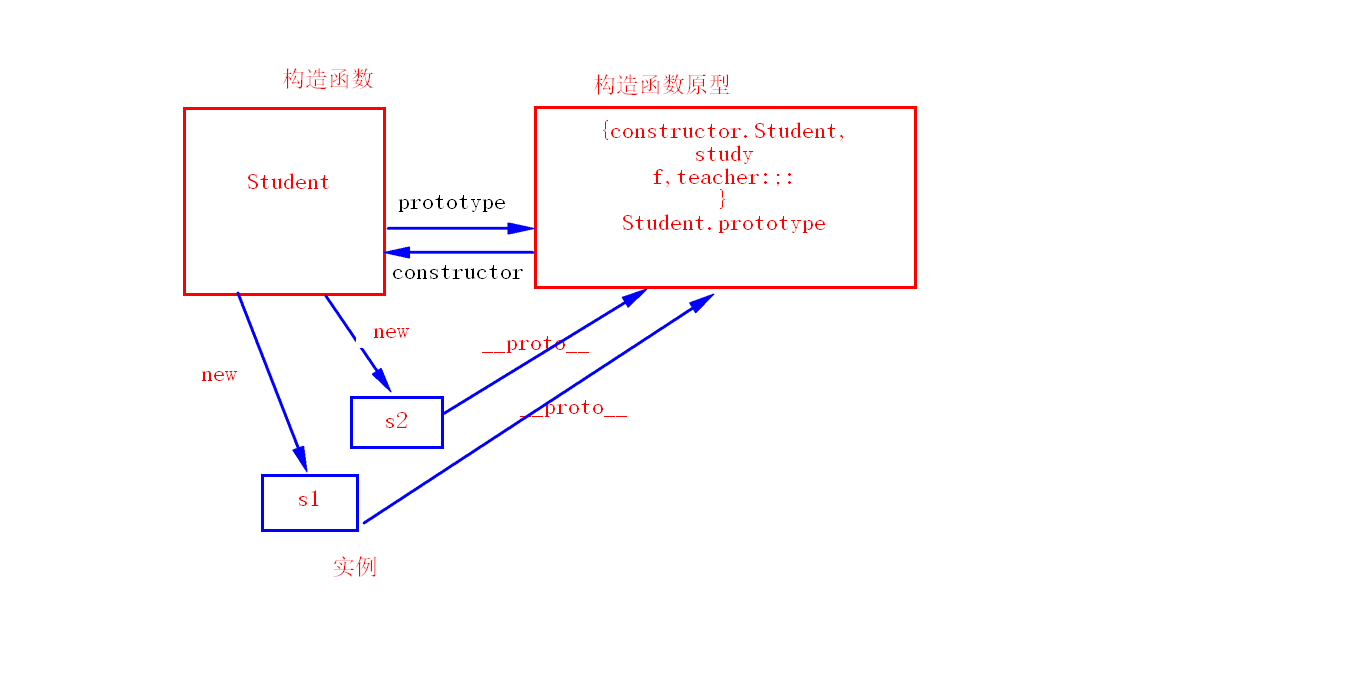 构造函数
构造函数原型
{constructor.Student,
study
f,teacher:;:
}
Student.prototype
Student
prototype
constructor
new
new
__proto__
__proto__
s2
s1
实例